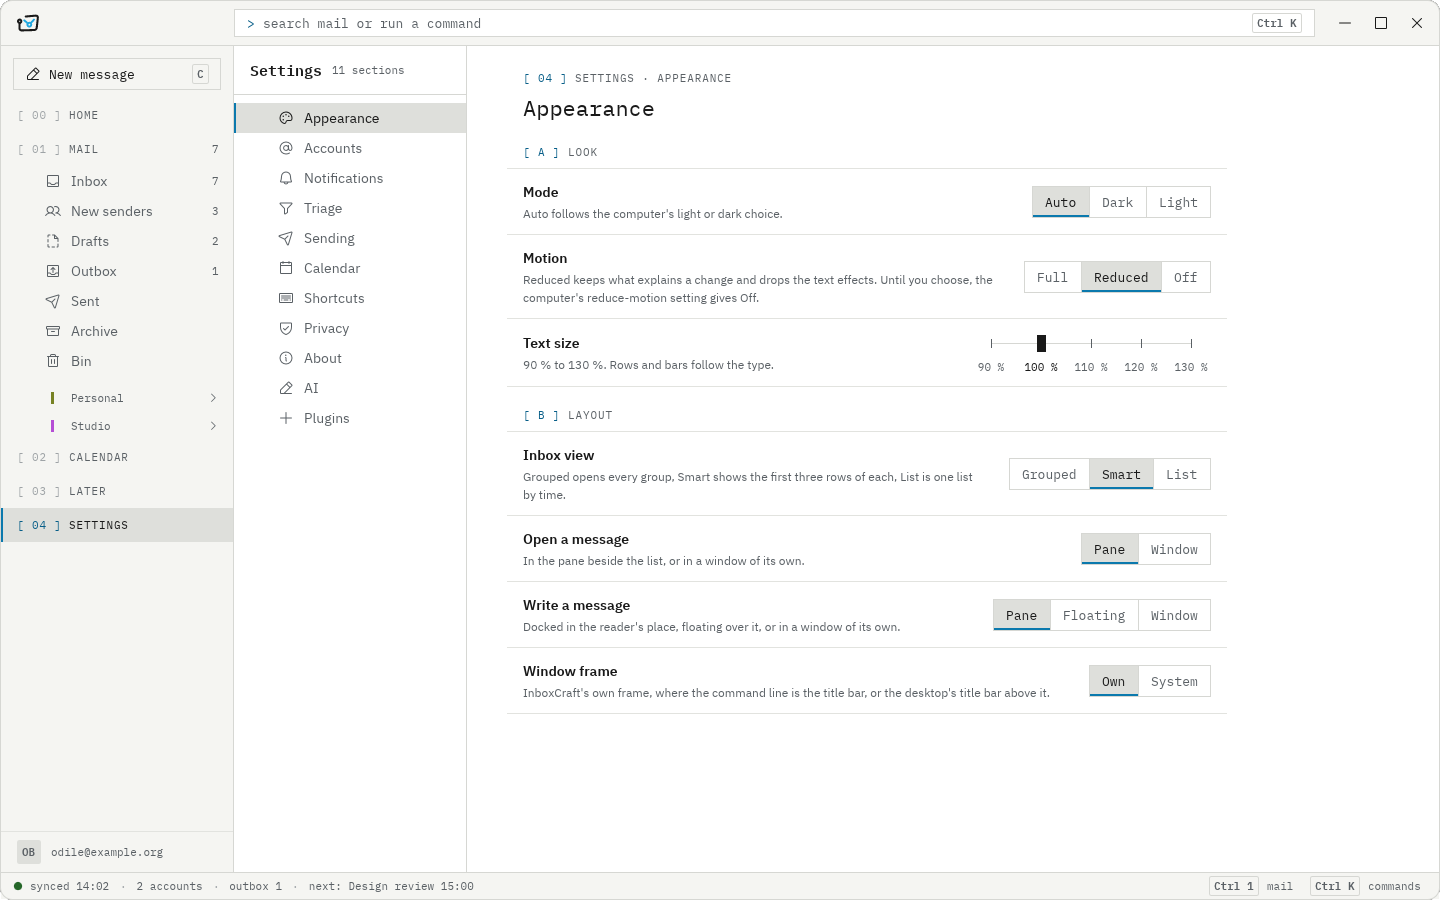 > search mail or run a command Ctrl K
New message C
[ 00 ] HOME
[ 01 ] MAIL 7
Inbox 7
New senders 3
Drafts 2
Outbox 1
Sent
Archive
Bin
Personal
Studio
[ 02 ] CALENDAR
[ 03 ] LATER
[ 04 ] SETTINGS
OB odile@example.org
Settings 11 sections
Appearance
Accounts
Notifications
Triage
Sending
Calendar
Shortcuts
Privacy
About
AI
Plugins
[ 04 ] SETTINGS · APPEARANCE
Appearance
[ A ] LOOK
Mode
Auto follows the computer's light or dark choice.
Auto Dark Light
Motion
Reduced keeps what explains a change and drops the text effects. Until you choose, the
computer's reduce-motion setting gives Off.
Full Reduced Off
Text size
90 % to 130 %. Rows and bars follow the type.
90 % 100 % 110 % 120 % 130 %
[ B ] LAYOUT
Inbox view
Grouped opens every group, Smart shows the first three rows of each, List is one list
by time.
Grouped Smart List
Open a message
In the pane beside the list, or in a window of its own.
Pane Window
Write a message
Docked in the reader's place, floating over it, or in a window of its own.
Pane Floating Window
Window frame
InboxCraft's own frame, where the command line is the title bar, or the desktop's title bar above it.
Own System
synced 14:02 · 2 accounts · outbox 1 · next: Design review 15:00
Ctrl 1 mail Ctrl K commands